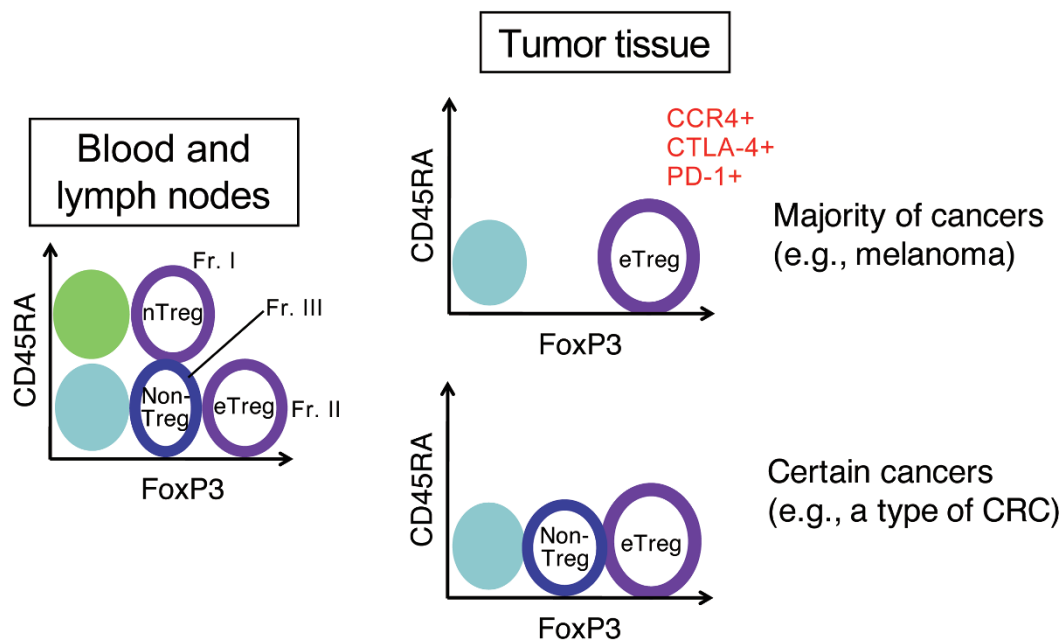 Tumor tissue
Blood and
lymph nodes
CD45RA
Fr. I
nTreg
Fr. III
Non-
Treg
eTreg
Fr. II
FoxP3
CD45RA
CCR4+
CTLA-4+
PD-1+
eTreg
FoxP3
Majority of cancers
(e.g., melanoma)
CD45RA
Non-
Treg
eTreg
FoxP3
Certain cancers
(e.g., a type of CRC)